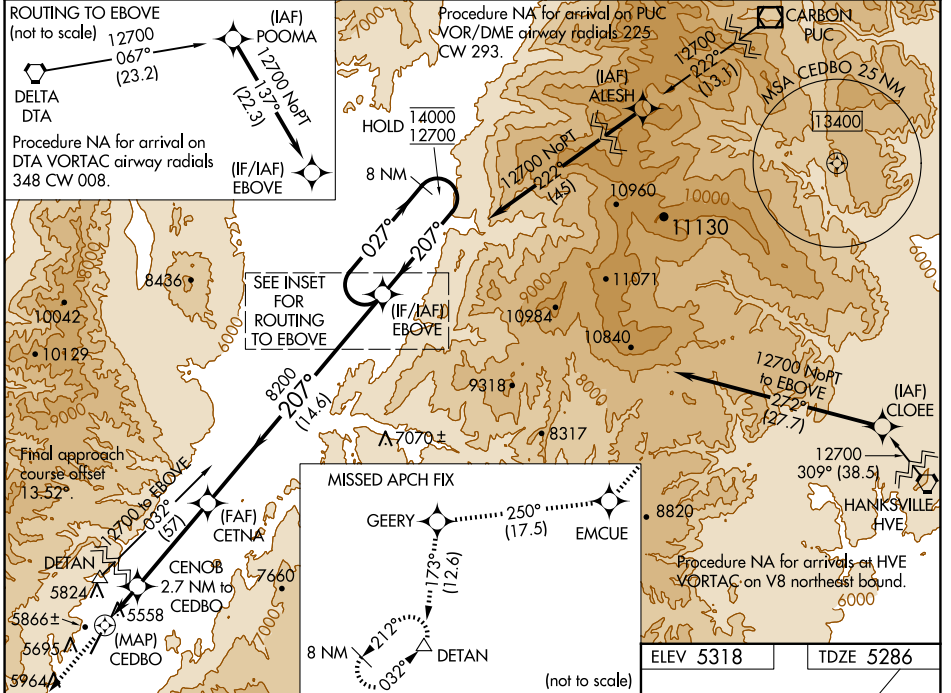 ROUTING TO EBOVE
(not to scale)
12700
067°
(23.2)
DELTA
DTA
(IAF)
POOMA
12700 NoPT
137°
(22.3)
(IF/IAF)
EBOVE
Procedure NA for arrival on
DTA VORTAC airway radials
348 CW 008.
Procedure NA for arrival on PUC
VOR/DME airway radials 225
CW 293.
CARBON
PUC
12700
222°
(13.1)
(IAF)
ALESH
12700 NoPT
222°
(45)
MSA CEDBO 25 NM
13400
HOLD 14000
12700
8 NM
027°
207°
10960
10000
11130
11071
10984
10840
9318
8317
8000
8436
6000
10042
10129
SEE INSET
FOR
ROUTING
TO EBOVE
(IF/IAF)
EBOVE
8200
207°
(14.6)
7070±
12700 NoPT
to EBOVE
272°
(27.7)
(IAF)
CLOEE
12700
309° (38.5)
HANKSVILLE
HVE
8820
Procedure NA for arrivals at HVE
VORTAC on V8 northeast bound.
6000
Final approach
course offset
13.52°.
12700 to EBOVE
032°
(57)
(FAF)
CETNA
DETAN
5824
CENOB
2.7 NM to
CEDBO
7660
5558
5866±
5695
(MAP)
CEDBO
5964
7000
MISSED APCH FIX
GEERY
250°
(17.5)
EMCUE
173°
(12.6)
212°
8 NM
032°
DETAN
(not to scale)
ELEV 5318
TDZE 5286